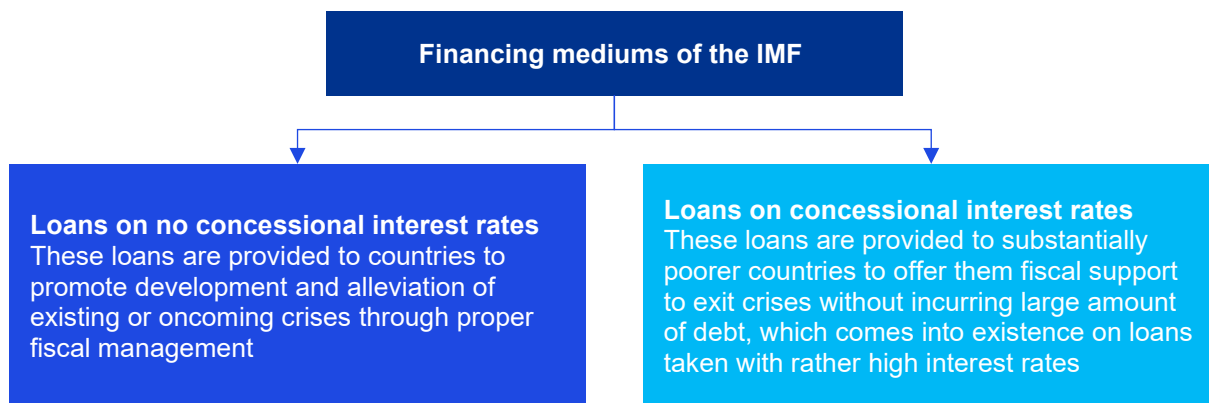 Financing mediums of the IMF
Loans on no concessional interest rates
These loans are provided to countries to
promote development and alleviation of
existing or oncoming crises through proper
fiscal management
Loans on concessional interest rates
These loans are provided to substantially
poorer countries to offer them fiscal support
to exit crises without incurring large amount
of debt, which comes into existence on loans
taken with rather high interest rates